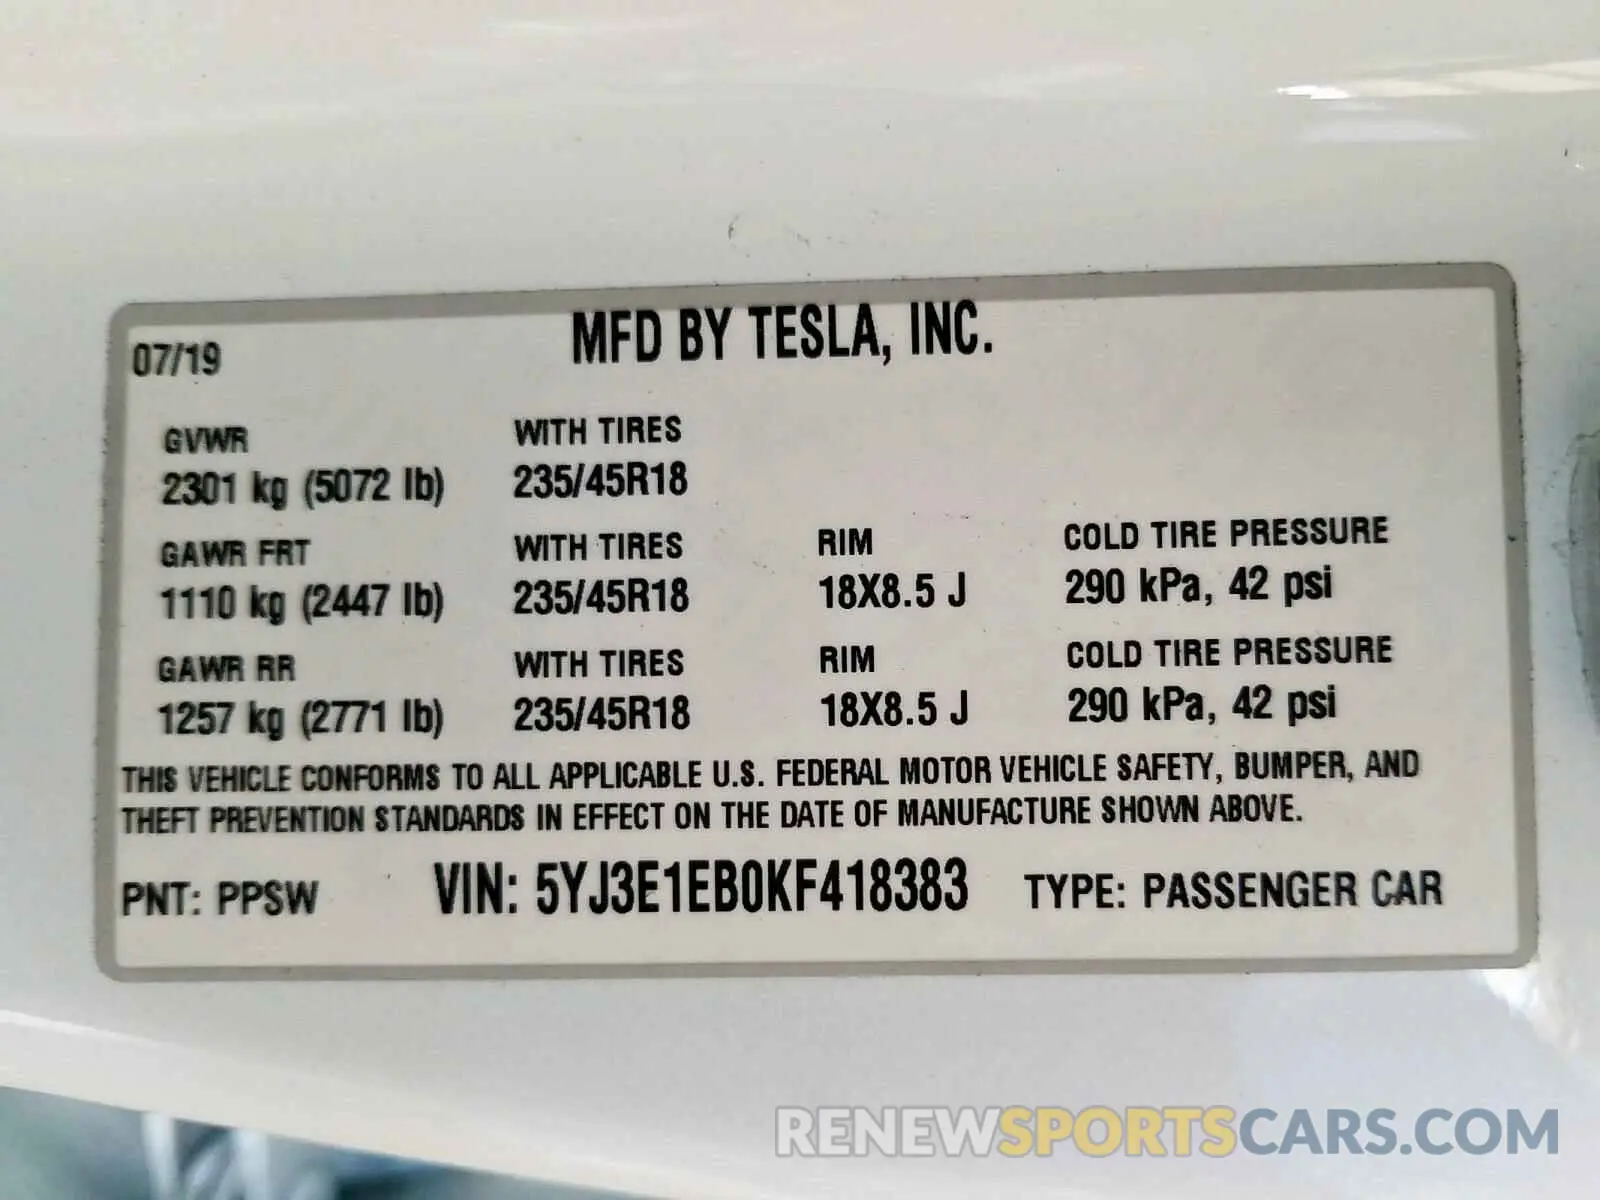 07/19 MFD BY TESLA, INC.
GVWR WITH TIRES
2301 kg (5072 lb) 235/45R18
GAWR FRT WITH TIRES RIM COLD TIRE PRESSURE
1110 kg (2447 lb) 235/45R18 18X8.5 J 290 kPa, 42 psi
GAWR RR WITH TIRES RIM COLD TIRE PRESSURE
1257 kg (2771 lb) 235/45R18 18X8.5 J 290 kPa, 42 psi
THIS VEHICLE CONFORMS TO ALL APPLICABLE U.S. FEDERAL MOTOR VEHICLE SAFETY, BUMPER, AND
THEFT PREVENTION STANDARDS IN EFFECT ON THE DATE OF MANUFACTURE SHOWN ABOVE.
PNT: PPSW VIN: 5YJ3E1EB0KF418383 TYPE: PASSENGER CAR
RENEWSPORTSCARS.COM